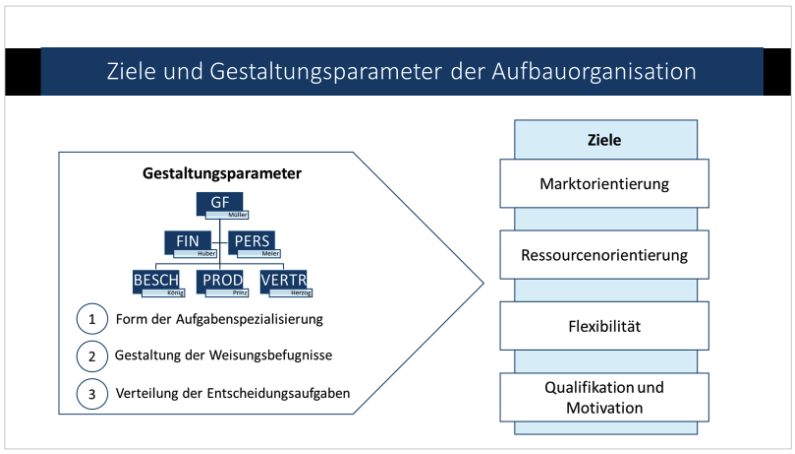 Ziele und Gestaltungsparameter der Aufbauorganisation
Gestaltungsparameter
GF
Müller
FIN
Huber
PERS
Meier
BESCH
König
PROD
Prinz
VERTR
Herzog
1 Form der Aufgabenspezialisierung
2 Gestaltung der Weisungsbefugnisse
3 Verteilung der Entscheidungsaufgaben
Ziele
Marktorientierung
Ressourcenorientierung
Flexibilität
Qualifikation und
Motivation